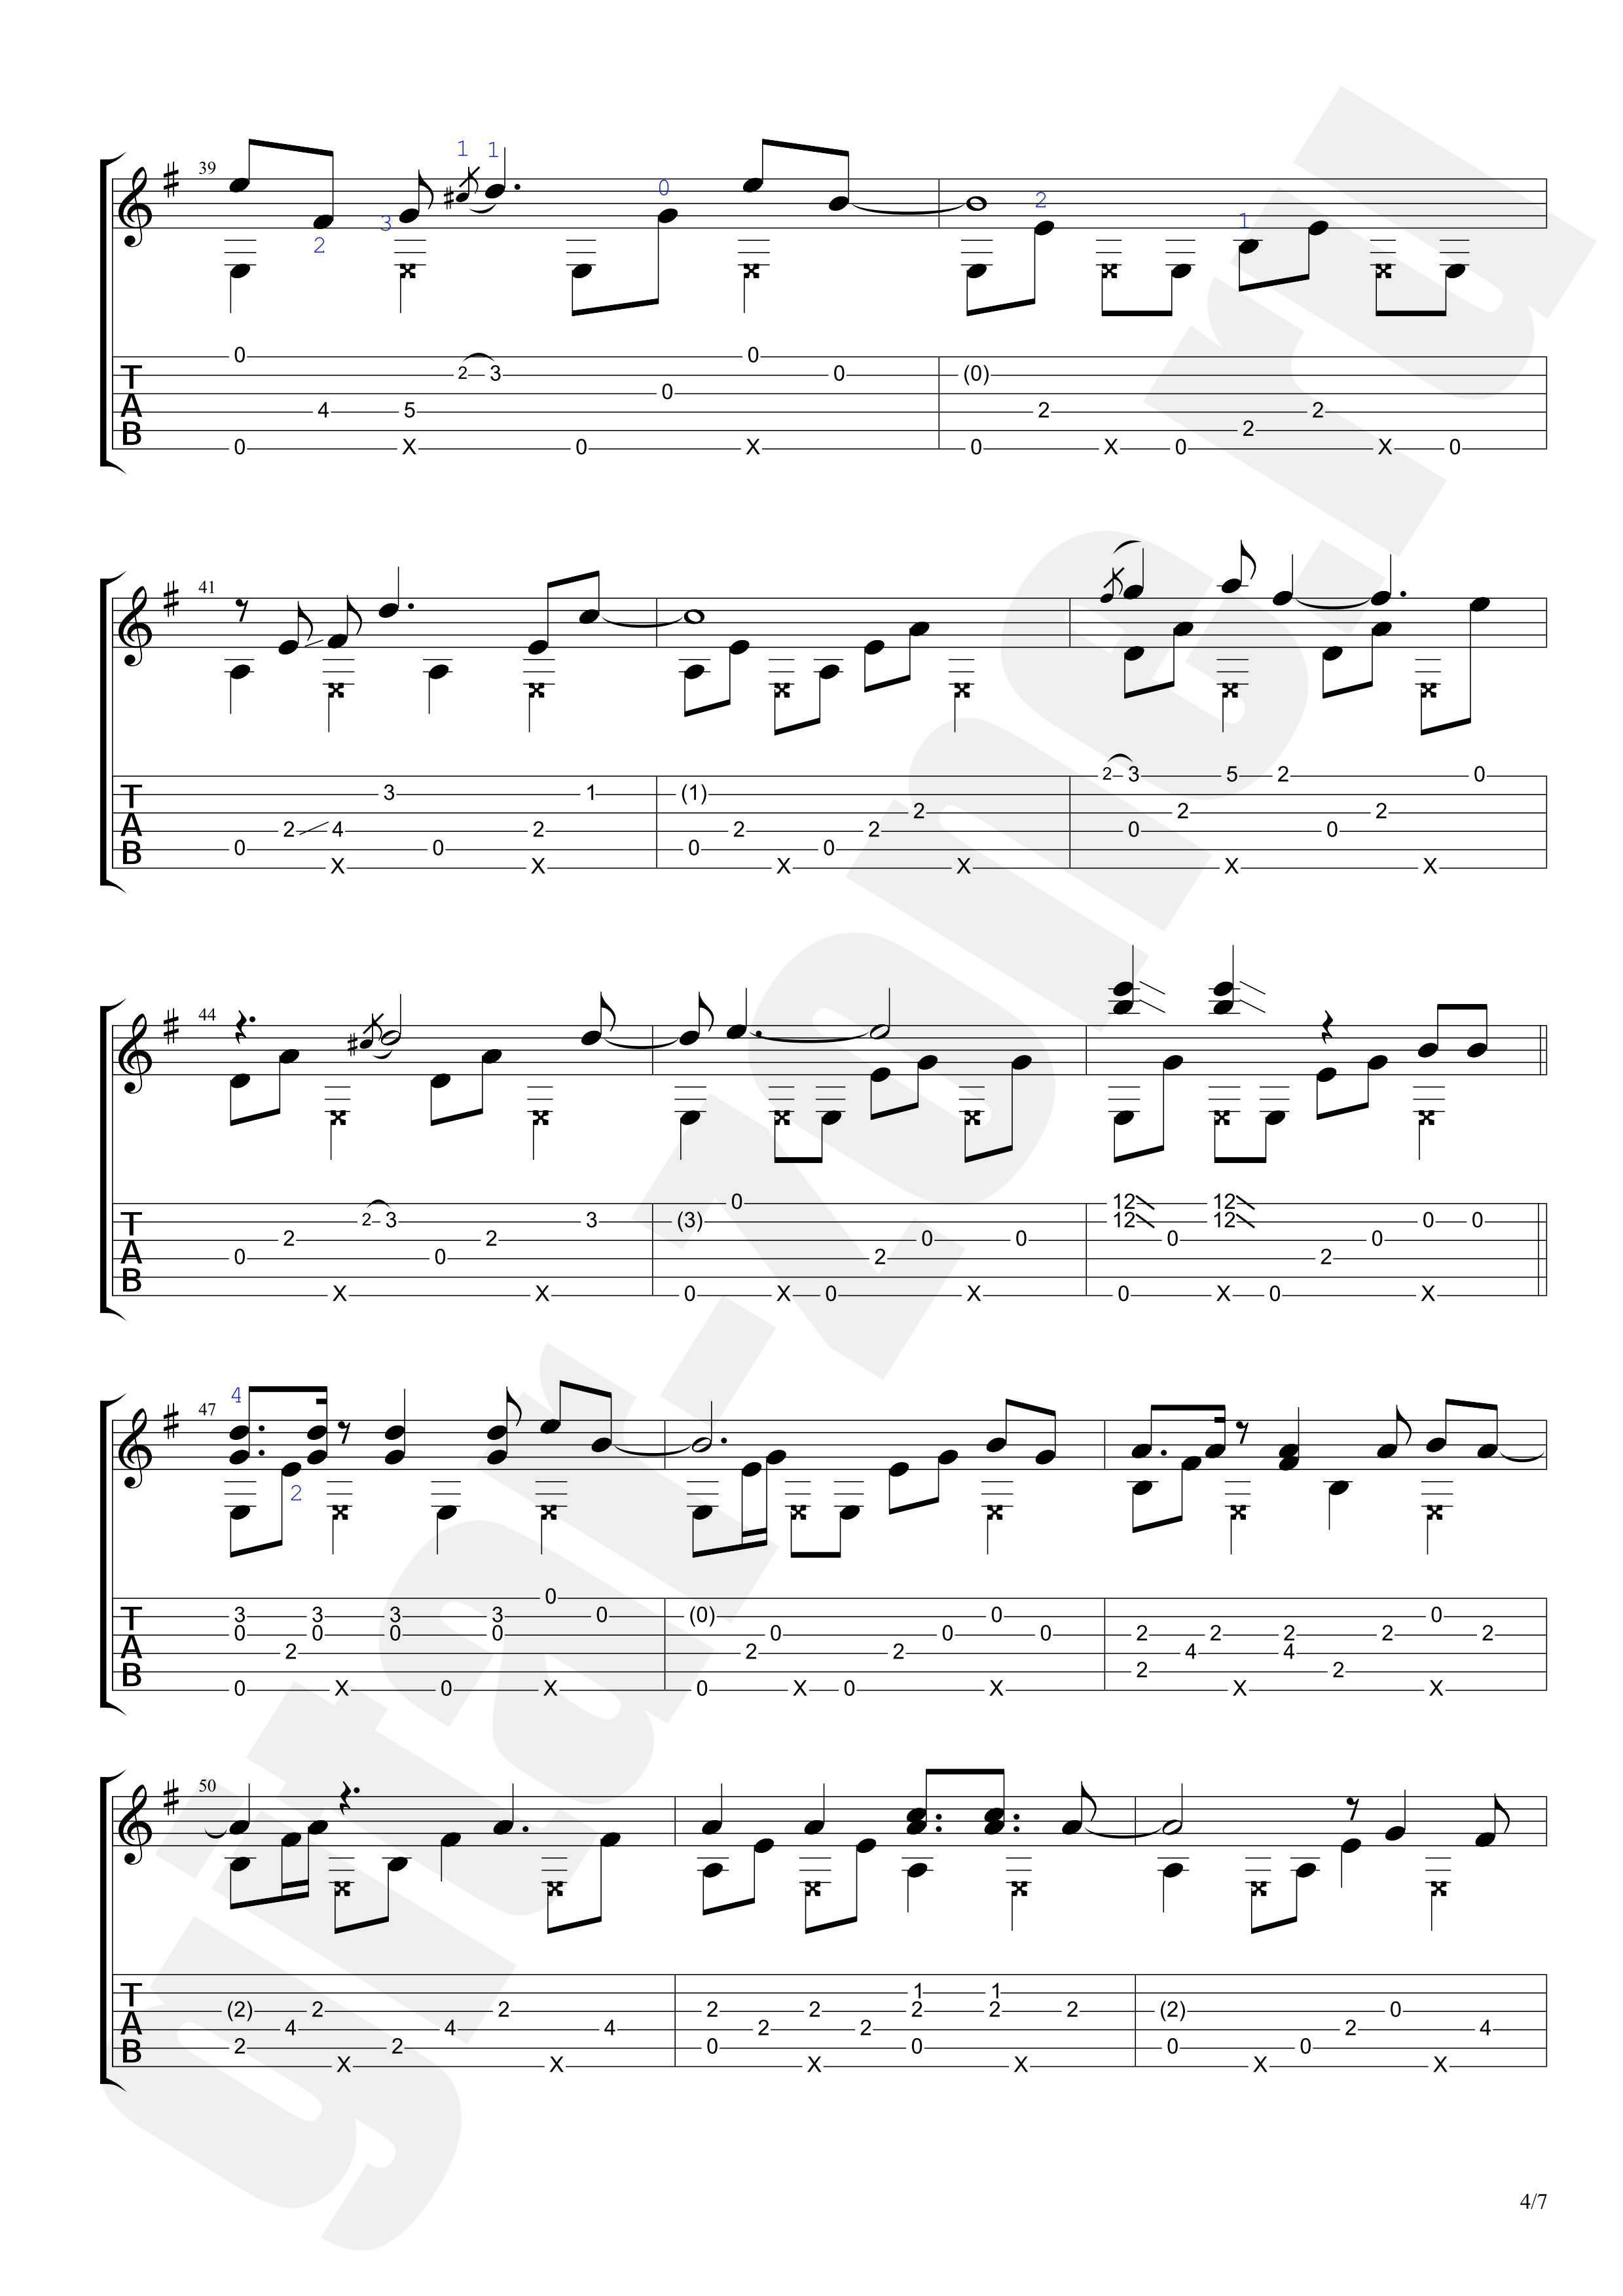 39
1 1
0
2
2
3
1
2
0 0
T 2 3 0 (0)
0
A 4 5 2 2
B 2
0 X 0 X 0 X 0 X 0
41
2 3 5 2 0
T 3 1 (1)
2 2
A 2 4 2 2 2 0 0
B 0 0 0 0
X X X X X X
44
0 12 12
T 2 3 3 (3) 12 12 0 0
2 2 0 0 0 0
A 0 0 2 2
B
X X 0 X 0 X 0 X 0 X
4
47
2
0
T 3 3 3 3 0 (0) 0 0
0 0 0 0 0 0 0 2 2 2 2 2
A 2 2 2 4 4
B 2 2
0 X 0 X 0 X 0 X X X
50
T 1 1
(2) 2 2 2 2 2 2 2 (2) 0
A 4 4 4 2 2 2 4
B 2 2 0 0 0 0
X X X X X X
4/7
gitar-zone.ru